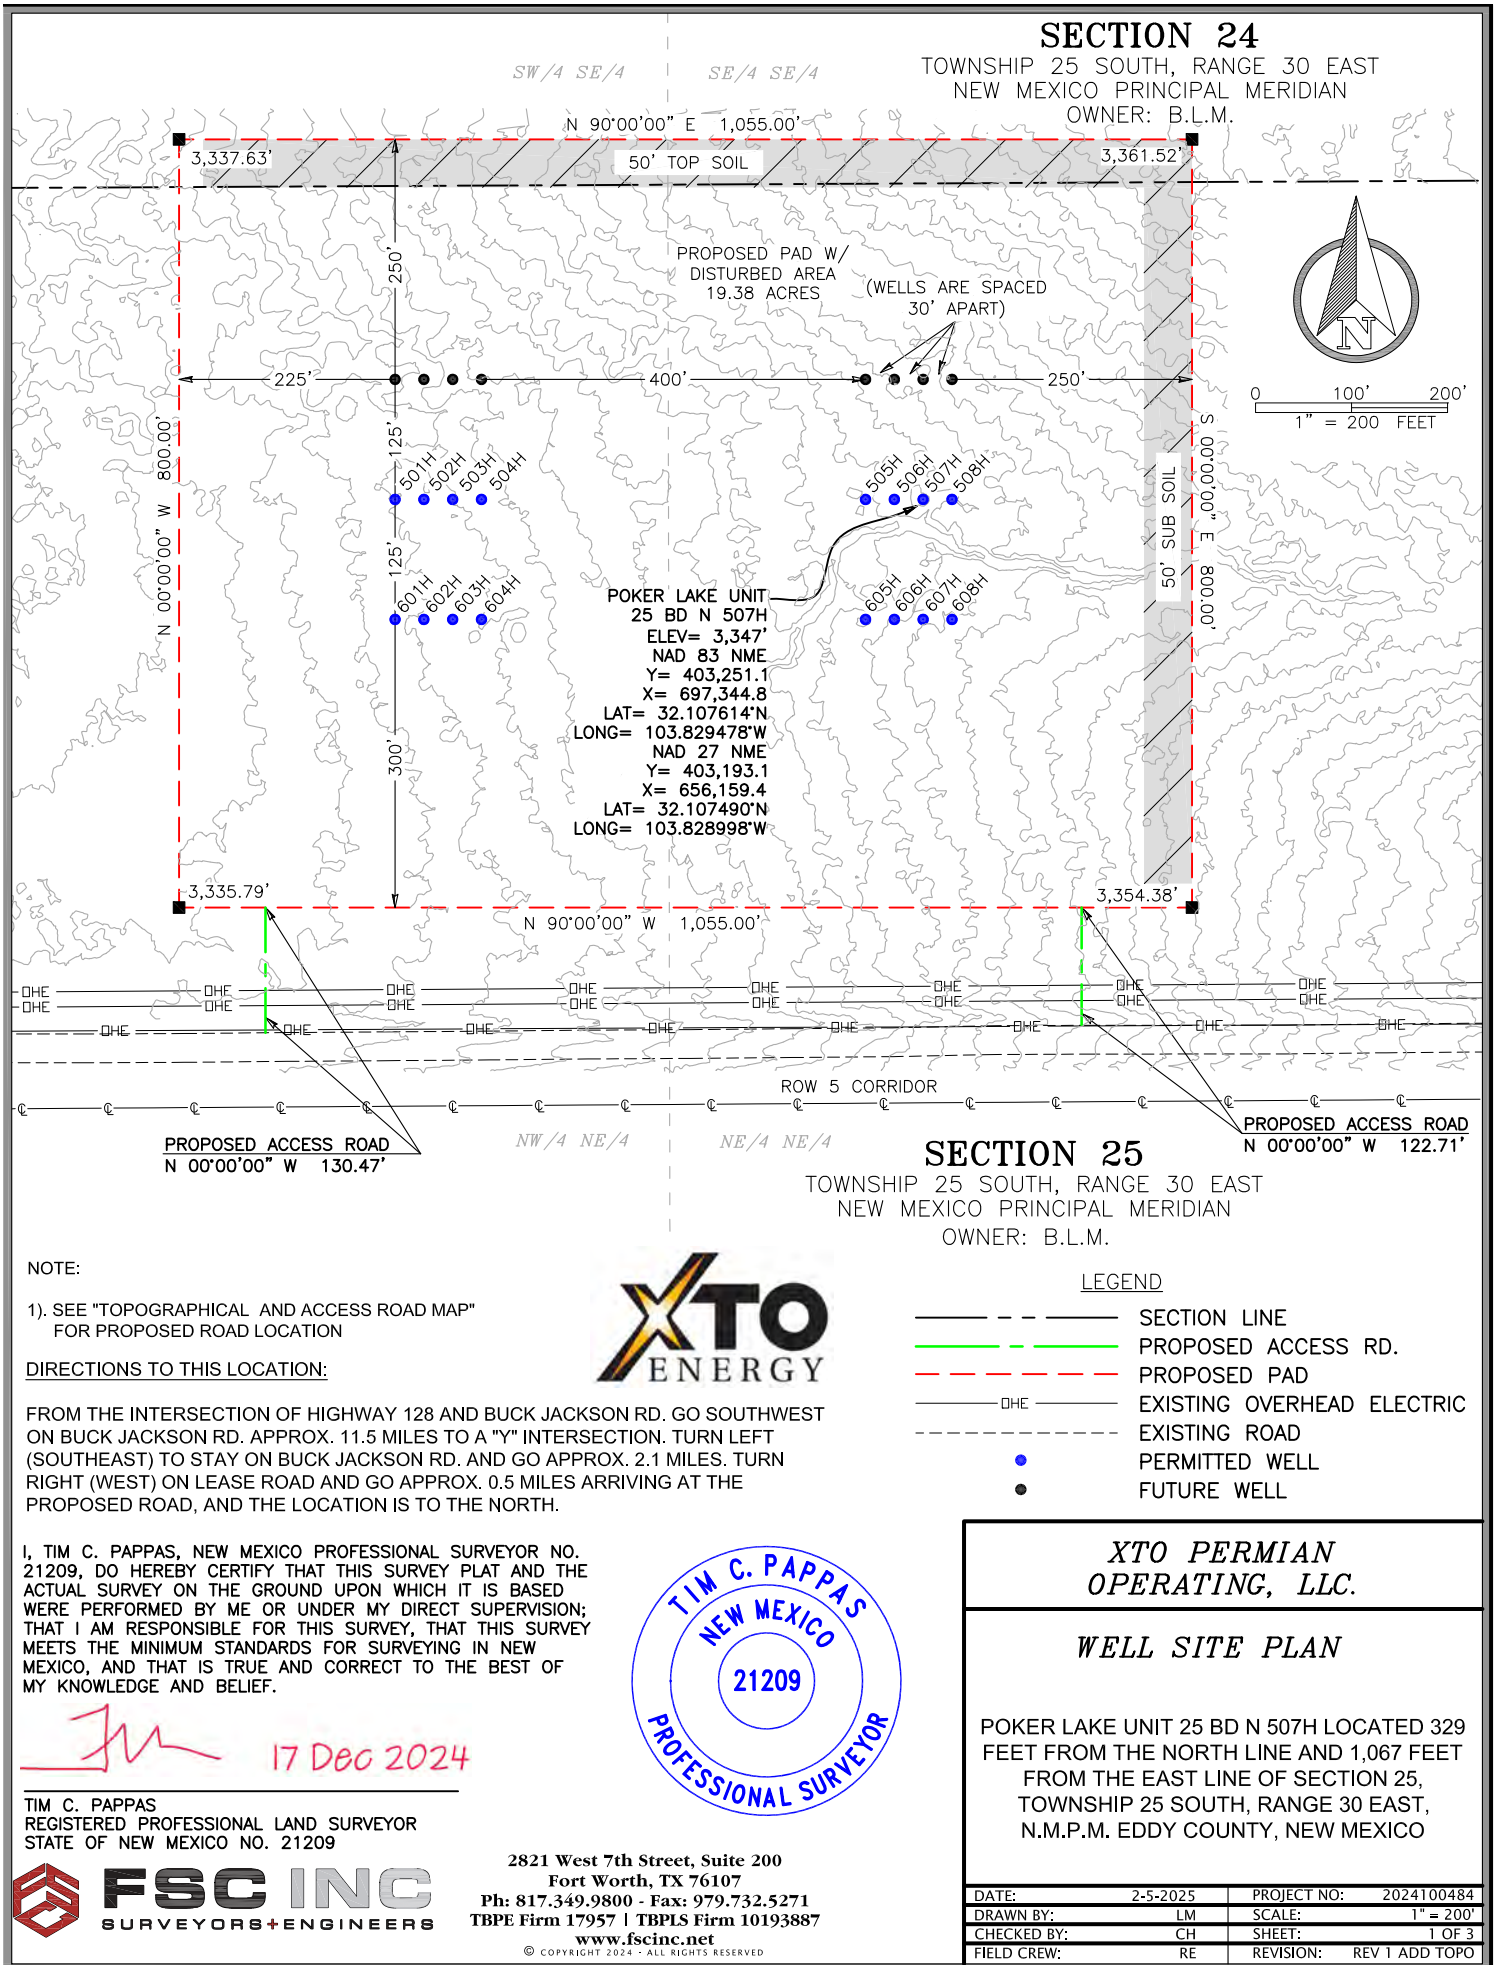 SECTION 24
TOWNSHIP 25 SOUTH, RANGE 30 EAST
NEW MEXICO PRINCIPAL MERIDIAN
OWNER: B.L.M.
SW/4 SE/4
SE/4 SE/4
N 90°00'00" E 1,055.00'
3,337.63'
50' TOP SOIL
3,361.52'
250'
PROPOSED PAD W/
DISTURBED AREA
19.38 ACRES
(WELLS ARE SPACED
30' APART)
N
0 100' 200'
1" = 200 FEET
225'
400'
250'
N 00°00'00" W 800.00'
S 00°00'00" E 800.00'
50' SUB SOIL
125'
501H
502H
503H
504H
505H
506H
507H
508H
125'
601H
602H
603H
604H
605H
606H
607H
608H
300'
POKER LAKE UNIT
25 BD N 507H
ELEV= 3,347'
NAD 83 NME
Y= 403,251.1
X= 697,344.8
LAT= 32.107614°N
LONG= 103.829478°W
NAD 27 NME
Y= 403,193.1
X= 656,159.4
LAT= 32.107490°N
LONG= 103.828998°W
3,335.79'
3,354.38'
N 90°00'00" W 1,055.00'
OHE OHE OHE OHE OHE OHE OHE OHE
OHE OHE OHE OHE OHE OHE OHE OHE
OHE OHE OHE OHE OHE OHE OHE OHE
ROW 5 CORRIDOR
℄ ℄ ℄ ℄ ℄ ℄ ℄ ℄ ℄ ℄ ℄ ℄ ℄ ℄ ℄ ℄ ℄
PROPOSED ACCESS ROAD
N 00°00'00" W 130.47'
PROPOSED ACCESS ROAD
N 00°00'00" W 122.71'
NW/4 NE/4
NE/4 NE/4
SECTION 25
TOWNSHIP 25 SOUTH, RANGE 30 EAST
NEW MEXICO PRINCIPAL MERIDIAN
OWNER: B.L.M.
NOTE:
1). SEE "TOPOGRAPHICAL AND ACCESS ROAD MAP"
FOR PROPOSED ROAD LOCATION
XTO
ENERGY
LEGEND
SECTION LINE
PROPOSED ACCESS RD.
PROPOSED PAD
OHE EXISTING OVERHEAD ELECTRIC
EXISTING ROAD
PERMITTED WELL
FUTURE WELL
DIRECTIONS TO THIS LOCATION:
FROM THE INTERSECTION OF HIGHWAY 128 AND BUCK JACKSON RD. GO SOUTHWEST
ON BUCK JACKSON RD. APPROX. 11.5 MILES TO A "Y" INTERSECTION. TURN LEFT
(SOUTHEAST) TO STAY ON BUCK JACKSON RD. AND GO APPROX. 2.1 MILES. TURN
RIGHT (WEST) ON LEASE ROAD AND GO APPROX. 0.5 MILES ARRIVING AT THE
PROPOSED ROAD, AND THE LOCATION IS TO THE NORTH.
I, TIM C. PAPPAS, NEW MEXICO PROFESSIONAL SURVEYOR NO.
21209, DO HEREBY CERTIFY THAT THIS SURVEY PLAT AND THE
ACTUAL SURVEY ON THE GROUND UPON WHICH IT IS BASED
WERE PERFORMED BY ME OR UNDER MY DIRECT SUPERVISION;
THAT I AM RESPONSIBLE FOR THIS SURVEY, THAT THIS SURVEY
MEETS THE MINIMUM STANDARDS FOR SURVEYING IN NEW
MEXICO, AND THAT IS TRUE AND CORRECT TO THE BEST OF
MY KNOWLEDGE AND BELIEF.
17 Dec 2024
TIM C. PAPPAS
REGISTERED PROFESSIONAL LAND SURVEYOR
STATE OF NEW MEXICO NO. 21209
TIM C. PAPPAS
NEW MEXICO
21209
PROFESSIONAL SURVEYOR
FSC INC
SURVEYORS+ENGINEERS
2821 West 7th Street, Suite 200
Fort Worth, TX 76107
Ph: 817.349.9800 - Fax: 979.732.5271
TBPE Firm 17957 | TBPLS Firm 10193887
www.fscinc.net
© COPYRIGHT 2024 - ALL RIGHTS RESERVED
XTO PERMIAN
OPERATING, LLC.
WELL SITE PLAN
POKER LAKE UNIT 25 BD N 507H LOCATED 329
FEET FROM THE NORTH LINE AND 1,067 FEET
FROM THE EAST LINE OF SECTION 25,
TOWNSHIP 25 SOUTH, RANGE 30 EAST,
N.M.P.M. EDDY COUNTY, NEW MEXICO
DATE: 2-5-2025 PROJECT NO: 2024100484
DRAWN BY: LM SCALE: 1" = 200'
CHECKED BY: CH SHEET: 1 OF 3
FIELD CREW: RE REVISION: REV 1 ADD TOPO